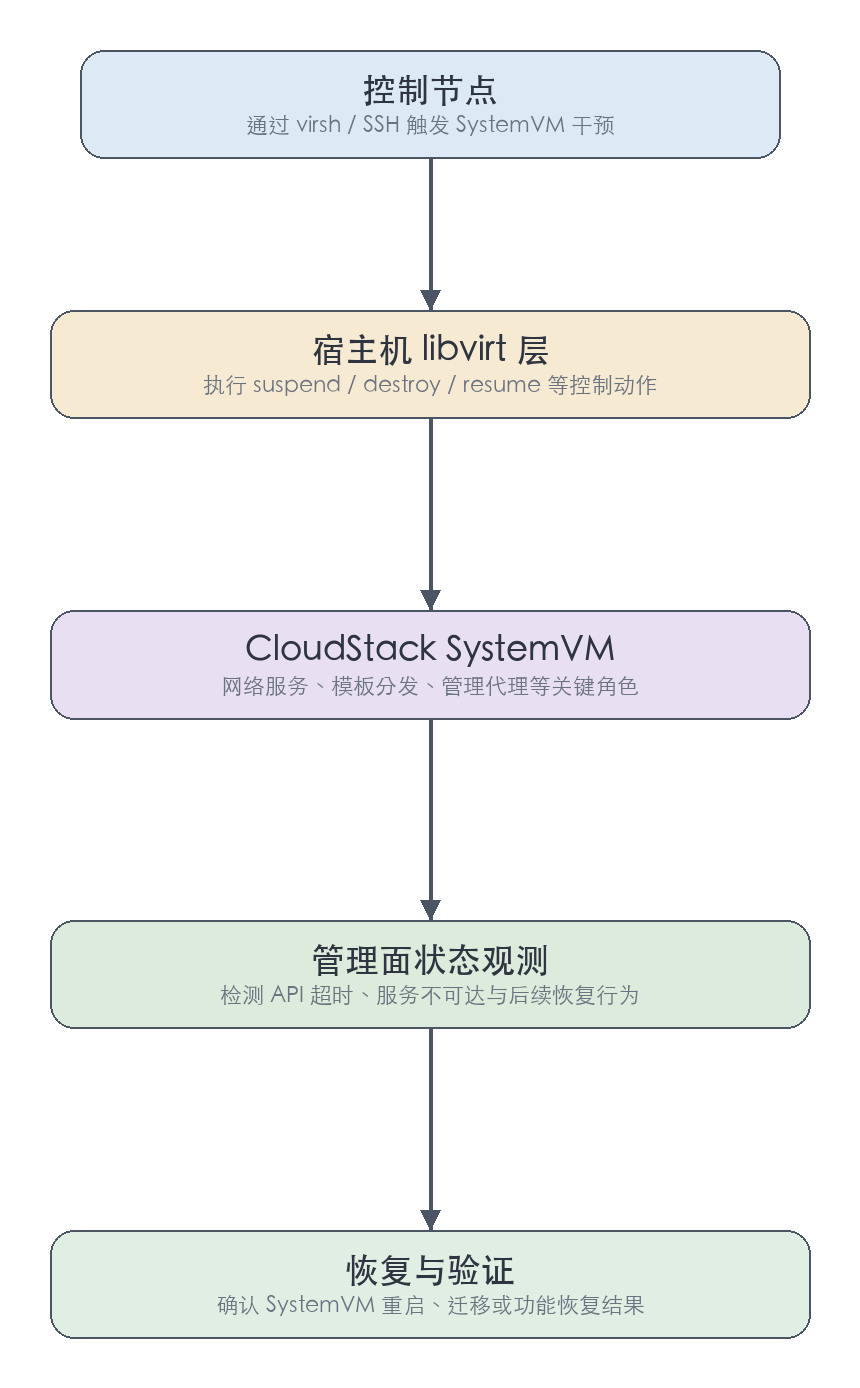 控制节点
通过 virsh / SSH 触发 SystemVM 干预
宿主机 libvirt 层
执行 suspend / destroy / resume 等控制动作
CloudStack SystemVM
网络服务、模板分发、管理代理等关键角色
管理面状态观测
检测 API 超时、服务不可达与后续恢复行为
恢复与验证
确认 SystemVM 重启、迁移或功能恢复结果